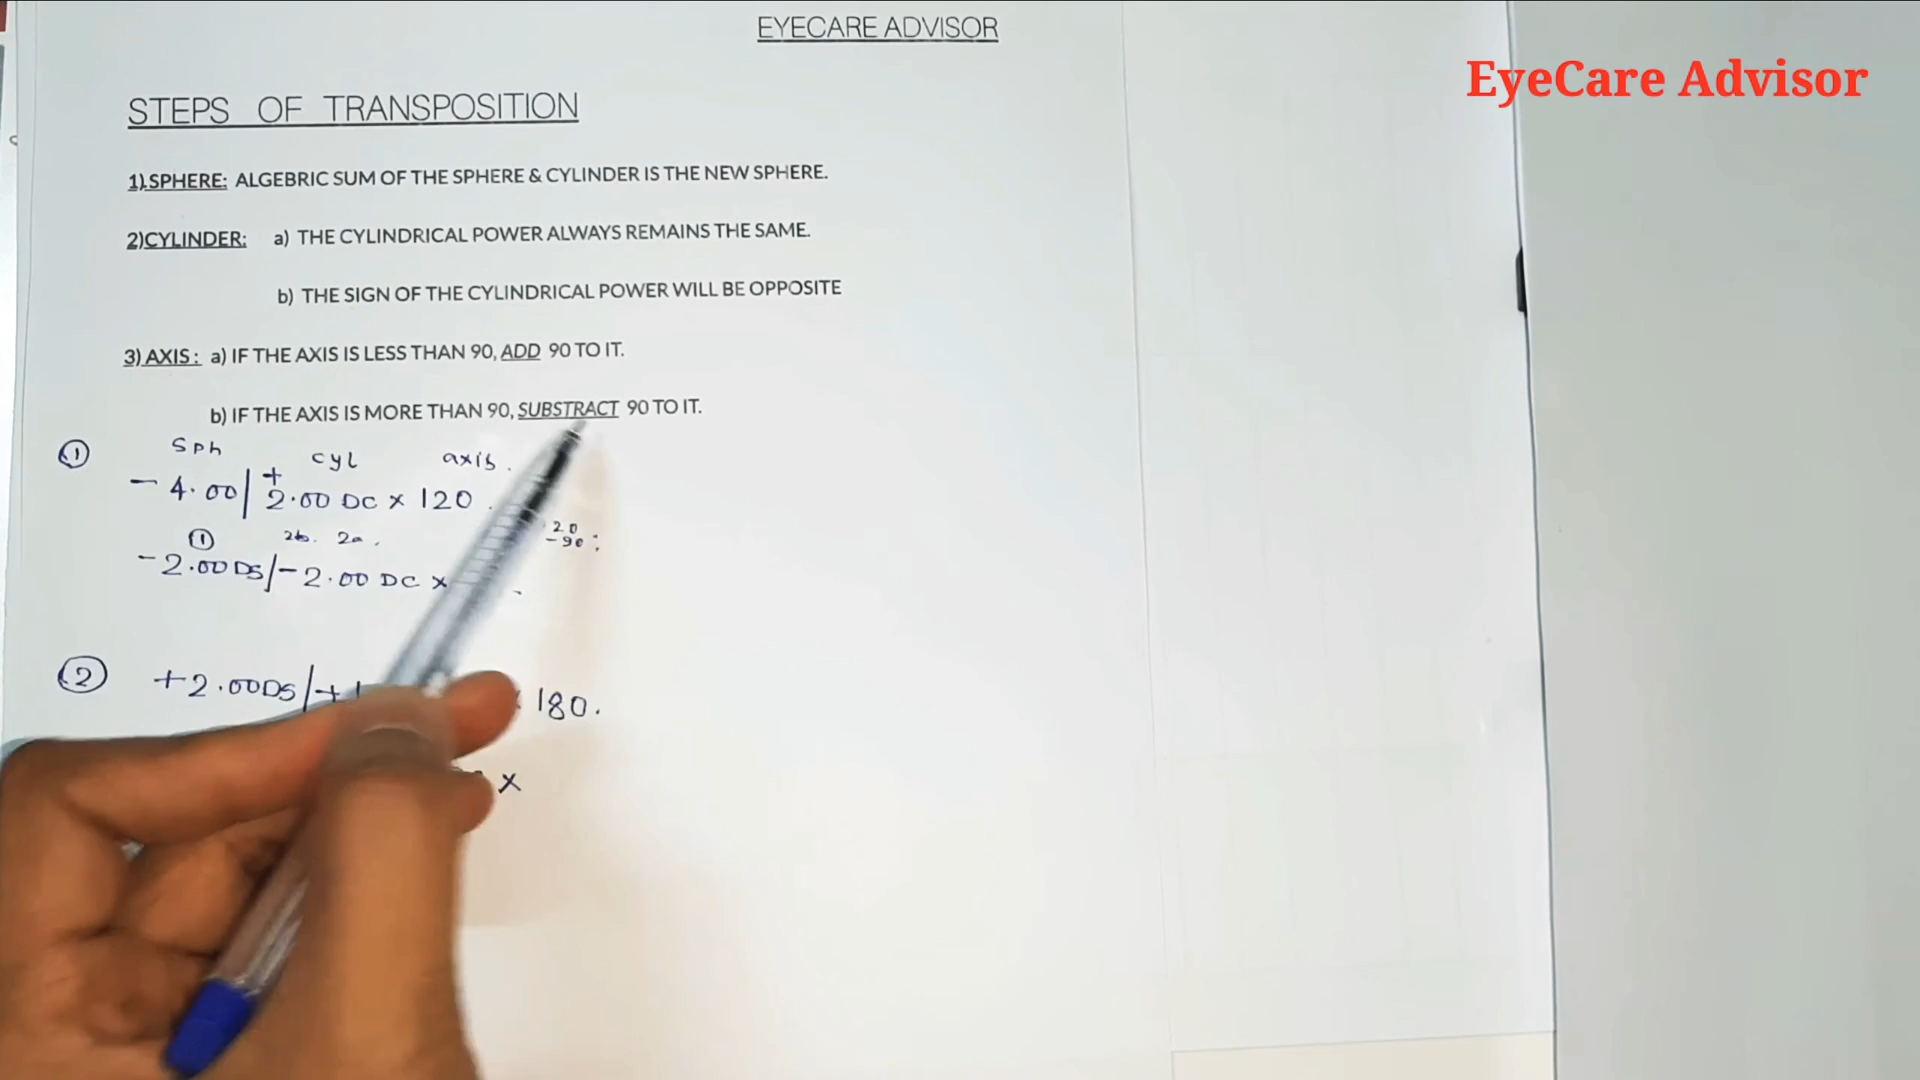 EYECARE ADVISOR
EyeCare Advisor
STEPS OF TRANSPOSITION
1).SPHERE: ALGEBRIC SUM OF THE SPHERE & CYLINDER IS THE NEW SPHERE.
2)CYLINDER: a) THE CYLINDRICAL POWER ALWAYS REMAINS THE SAME.
b) THE SIGN OF THE CYLINDRICAL POWER WILL BE OPPOSITE
3) AXIS: a) IF THE AXIS IS LESS THAN 90, ADD 90 TO IT.
b) IF THE AXIS IS MORE THAN 90, SUBSTRACT 90 TO IT.
① Sph cyl axis.
- 4.00 / + 2.00 DC x 120.
① 2b. 2a. 20
- 90
- 2.00 DS / - 2.00 DC x
② +2.00DS / + 180.
x